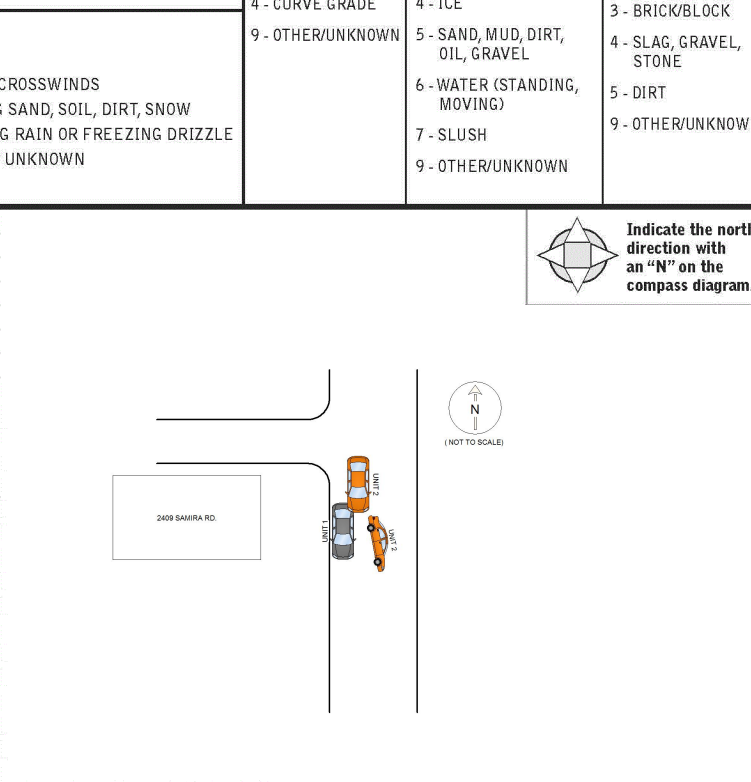 4 - CURVE GRADE
9 - OTHER/UNKNOWN
4 - ICE
5 - SAND, MUD, DIRT,
OIL, GRAVEL
6 - WATER (STANDING,
MOVING)
7 - SLUSH
9 - OTHER/UNKNOWN
3 - BRICK/BLOCK
4 - SLAG, GRAVEL,
STONE
5 - DIRT
9 - OTHER/UNKNOW
CROSSWINDS
G SAND, SOIL, DIRT, SNOW
G RAIN OR FREEZING DRIZZLE
UNKNOWN
Indicate the north
direction with
an “N” on the
compass diagram
N
( NOT TO SCALE)
UNIT 2
UNIT 1
UNIT 2
2409 SAMIRA RD.